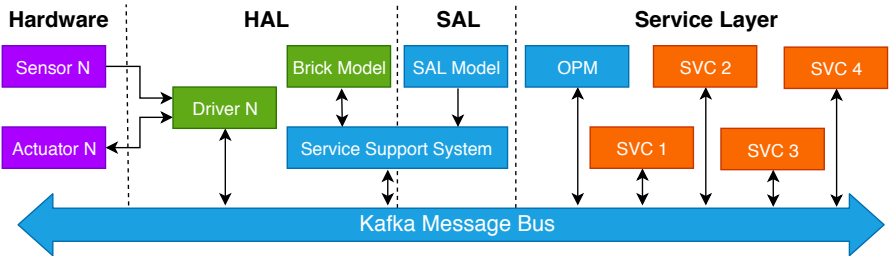 Hardware
HAL
SAL
Service Layer
Sensor N
Brick Model
SAL Model
OPM
SVC 2
SVC 4
Driver N
Actuator N
Service Support System
SVC 1
SVC 3
Kafka Message Bus